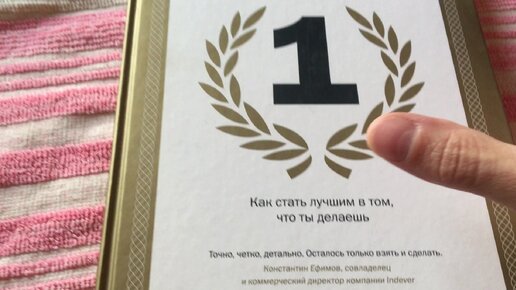 1
Как стать лучшим в том,
что ты делаешь
Точно, четко, детально. Осталось только взять и сделать.
Константин Ефимов, совладелец
и коммерческий директор компании Indever